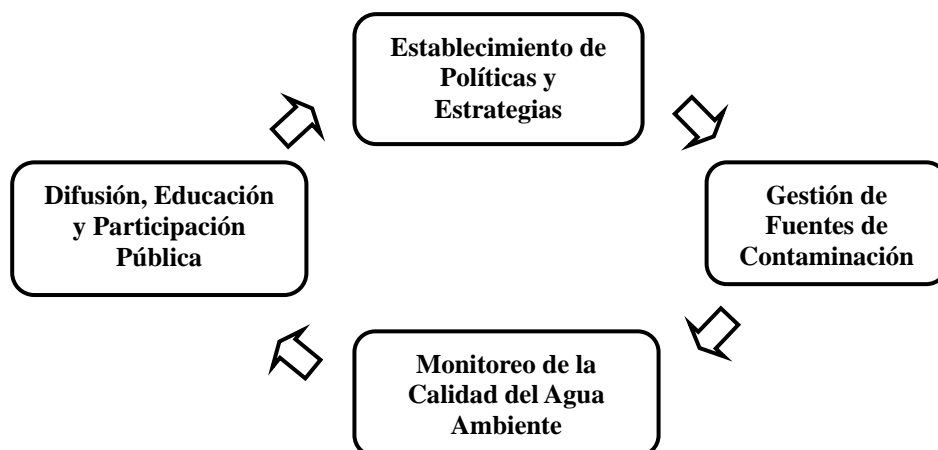 Establecimiento de
Políticas y
Estrategias
Difusión, Educación
y Participación
Pública
Gestión de
Fuentes de
Contaminación
Monitoreo de la
Calidad del Agua
Ambiente